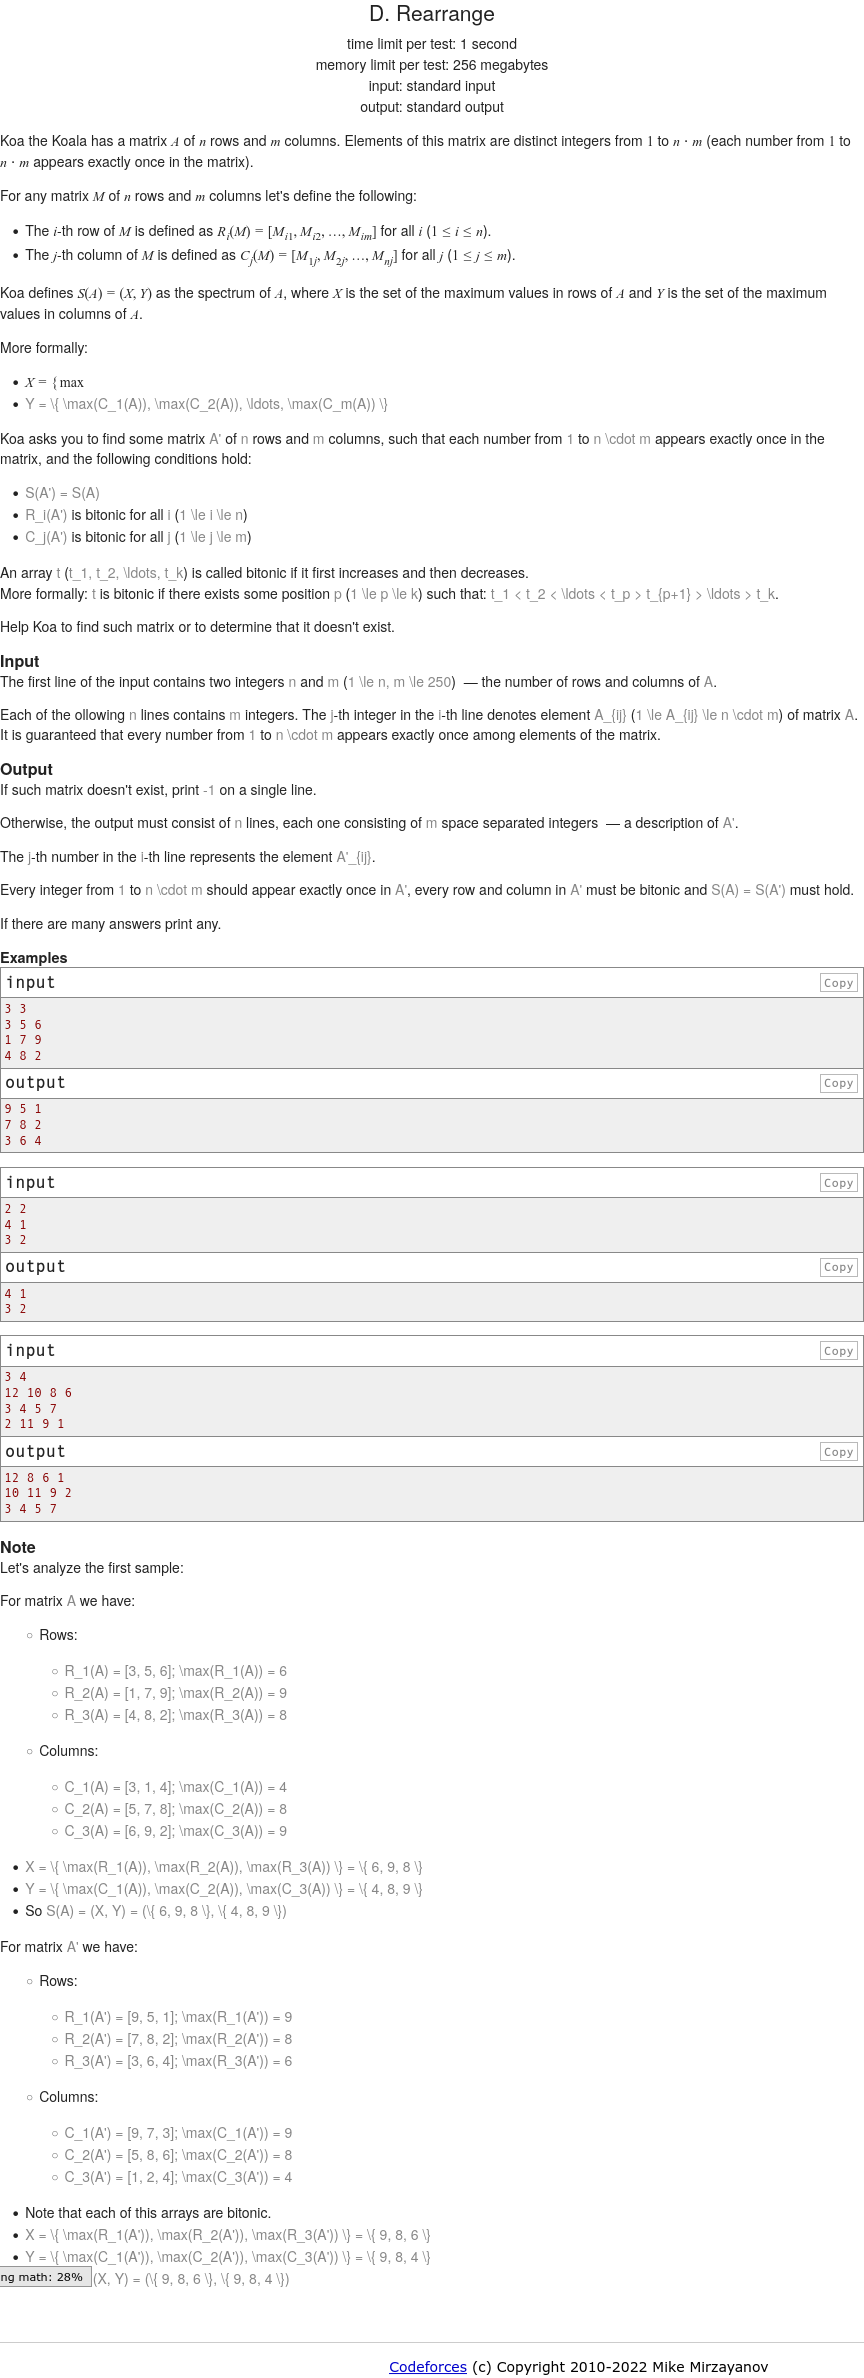 D. Rearrange
time limit per test: 1 second
memory limit per test: 256 megabytes
input: standard input
output: standard output
Koa the Koala has a matrix A of n rows and m columns. Elements of this matrix are distinct integers from 1 to n · m (each number from 1 to
n · m appears exactly once in the matrix).
For any matrix M of n rows and m columns let's define the following:
• The i-th row of M is defined as R_i(M) = [M_{i1}, M_{i2}, …, M_{im}] for all i (1 ≤ i ≤ n).
• The j-th column of M is defined as C_j(M) = [M_{1j}, M_{2j}, …, M_{nj}] for all j (1 ≤ j ≤ m).
Koa defines S(A) = (X, Y) as the spectrum of A, where X is the set of the maximum values in rows of A and Y is the set of the maximum
values in columns of A.
More formally:
• X = {max
• Y = \{ \max(C_1(A)), \max(C_2(A)), \ldots, \max(C_m(A)) \}
Koa asks you to find some matrix A' of n rows and m columns, such that each number from 1 to n \cdot m appears exactly once in the
matrix, and the following conditions hold:
• S(A') = S(A)
• R_i(A') is bitonic for all i (1 \le i \le n)
• C_j(A') is bitonic for all j (1 \le j \le m)
An array t (t_1, t_2, \ldots, t_k) is called bitonic if it first increases and then decreases.
More formally: t is bitonic if there exists some position p (1 \le p \le k) such that: t_1 < t_2 < \ldots < t_p > t_{p+1} > \ldots > t_k.
Help Koa to find such matrix or to determine that it doesn't exist.
Input
The first line of the input contains two integers n and m (1 \le n, m \le 250)  — the number of rows and columns of A.
Each of the ollowing n lines contains m integers. The j-th integer in the i-th line denotes element A_{ij} (1 \le A_{ij} \le n \cdot m) of matrix A.
It is guaranteed that every number from 1 to n \cdot m appears exactly once among elements of the matrix.
Output
If such matrix doesn't exist, print -1 on a single line.
Otherwise, the output must consist of n lines, each one consisting of m space separated integers  — a description of A'.
The j-th number in the i-th line represents the element A'_{ij}.
Every integer from 1 to n \cdot m should appear exactly once in A', every row and column in A' must be bitonic and S(A) = S(A') must hold.
If there are many answers print any.
Examples
input Copy
3 3
3 5 6
1 7 9
4 8 2
output Copy
9 5 1
7 8 2
3 6 4
input Copy
2 2
4 1
3 2
output Copy
4 1
3 2
input Copy
3 4
12 10 8 6
3 4 5 7
2 11 9 1
output Copy
12 8 6 1
10 11 9 2
3 4 5 7
Note
Let's analyze the first sample:
For matrix A we have:
○ Rows:
○ R_1(A) = [3, 5, 6]; \max(R_1(A)) = 6
○ R_2(A) = [1, 7, 9]; \max(R_2(A)) = 9
○ R_3(A) = [4, 8, 2]; \max(R_3(A)) = 8
○ Columns:
○ C_1(A) = [3, 1, 4]; \max(C_1(A)) = 4
○ C_2(A) = [5, 7, 8]; \max(C_2(A)) = 8
○ C_3(A) = [6, 9, 2]; \max(C_3(A)) = 9
• X = \{ \max(R_1(A)), \max(R_2(A)), \max(R_3(A)) \} = \{ 6, 9, 8 \}
• Y = \{ \max(C_1(A)), \max(C_2(A)), \max(C_3(A)) \} = \{ 4, 8, 9 \}
• So S(A) = (X, Y) = (\{ 6, 9, 8 \}, \{ 4, 8, 9 \})
For matrix A' we have:
○ Rows:
○ R_1(A') = [9, 5, 1]; \max(R_1(A')) = 9
○ R_2(A') = [7, 8, 2]; \max(R_2(A')) = 8
○ R_3(A') = [3, 6, 4]; \max(R_3(A')) = 6
○ Columns:
○ C_1(A') = [9, 7, 3]; \max(C_1(A')) = 9
○ C_2(A') = [5, 8, 6]; \max(C_2(A')) = 8
○ C_3(A') = [1, 2, 4]; \max(C_3(A')) = 4
• Note that each of this arrays are bitonic.
• X = \{ \max(R_1(A')), \max(R_2(A')), \max(R_3(A')) \} = \{ 9, 8, 6 \}
• Y = \{ \max(C_1(A')), \max(C_2(A')), \max(C_3(A')) \} = \{ 9, 8, 4 \}
ng math: 28% (X, Y) = (\{ 9, 8, 6 \}, \{ 9, 8, 4 \})
Codeforces (c) Copyright 2010-2022 Mike Mirzayanov